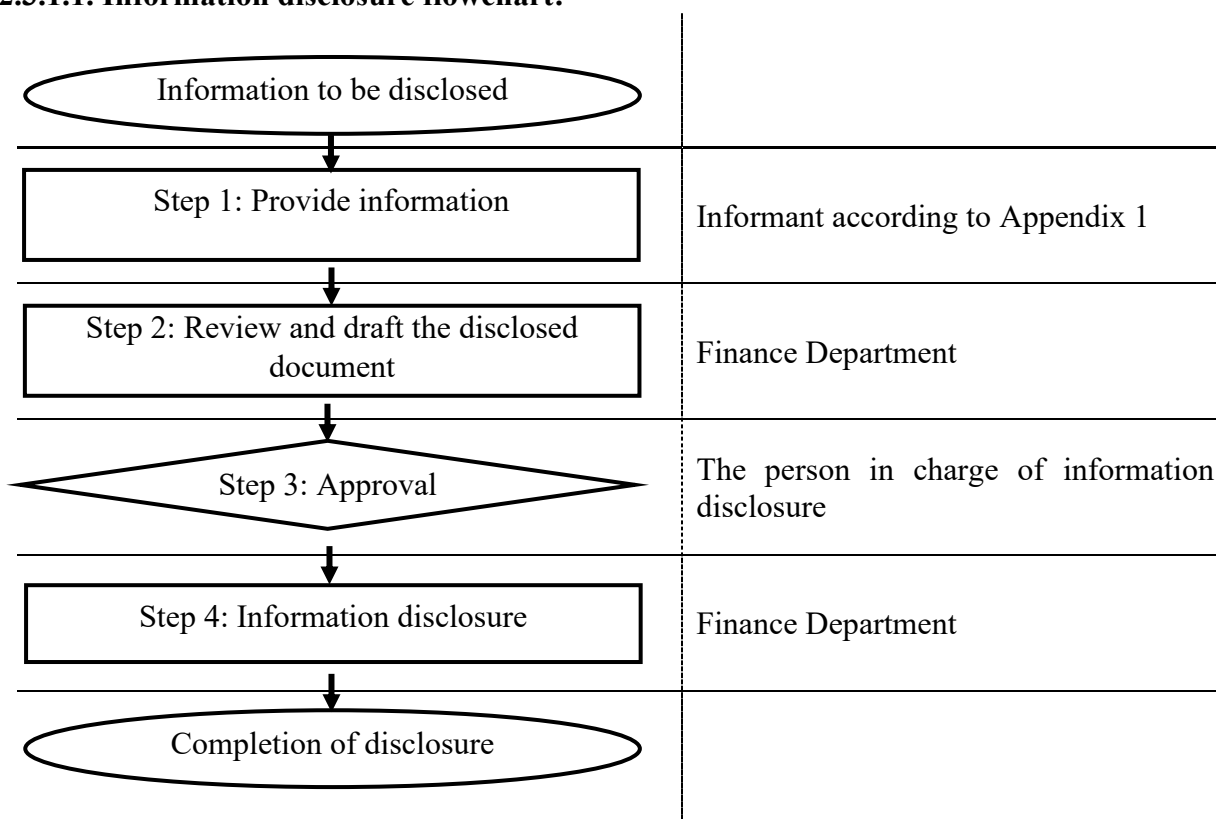 2.3.1.1. Information disclosure flowchart:
Information to be disclosed
Step 1: Provide information
Informant according to Appendix 1
Step 2: Review and draft the disclosed
document
Finance Department
Step 3: Approval
The person in charge of information
disclosure
Step 4: Information disclosure
Finance Department
Completion of disclosure